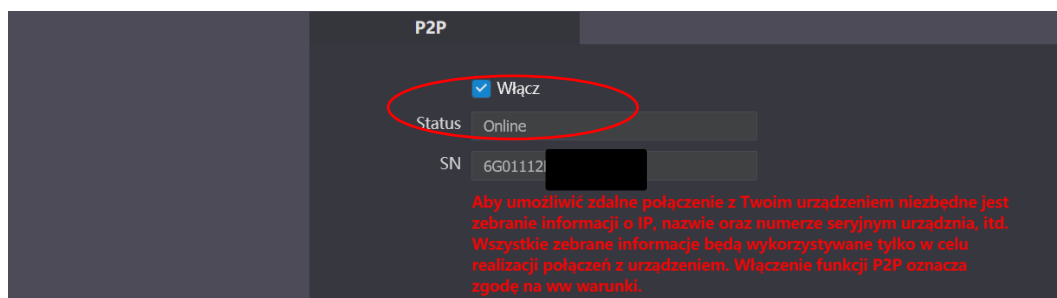 P2P
Włącz
Status Online
SN 6G01112
Aby umożliwić zdalne połączenie z Twoim urządzeniem niezbędne jest
zebranie informacji o IP, nazwie oraz numerze seryjnym urządznia, itd.
Wszystkie zebrane informacje będą wykorzystywane tylko w celu
realizacji połączeń z urządzeniem. Włączenie funkcji P2P oznacza
zgodę na ww warunki.